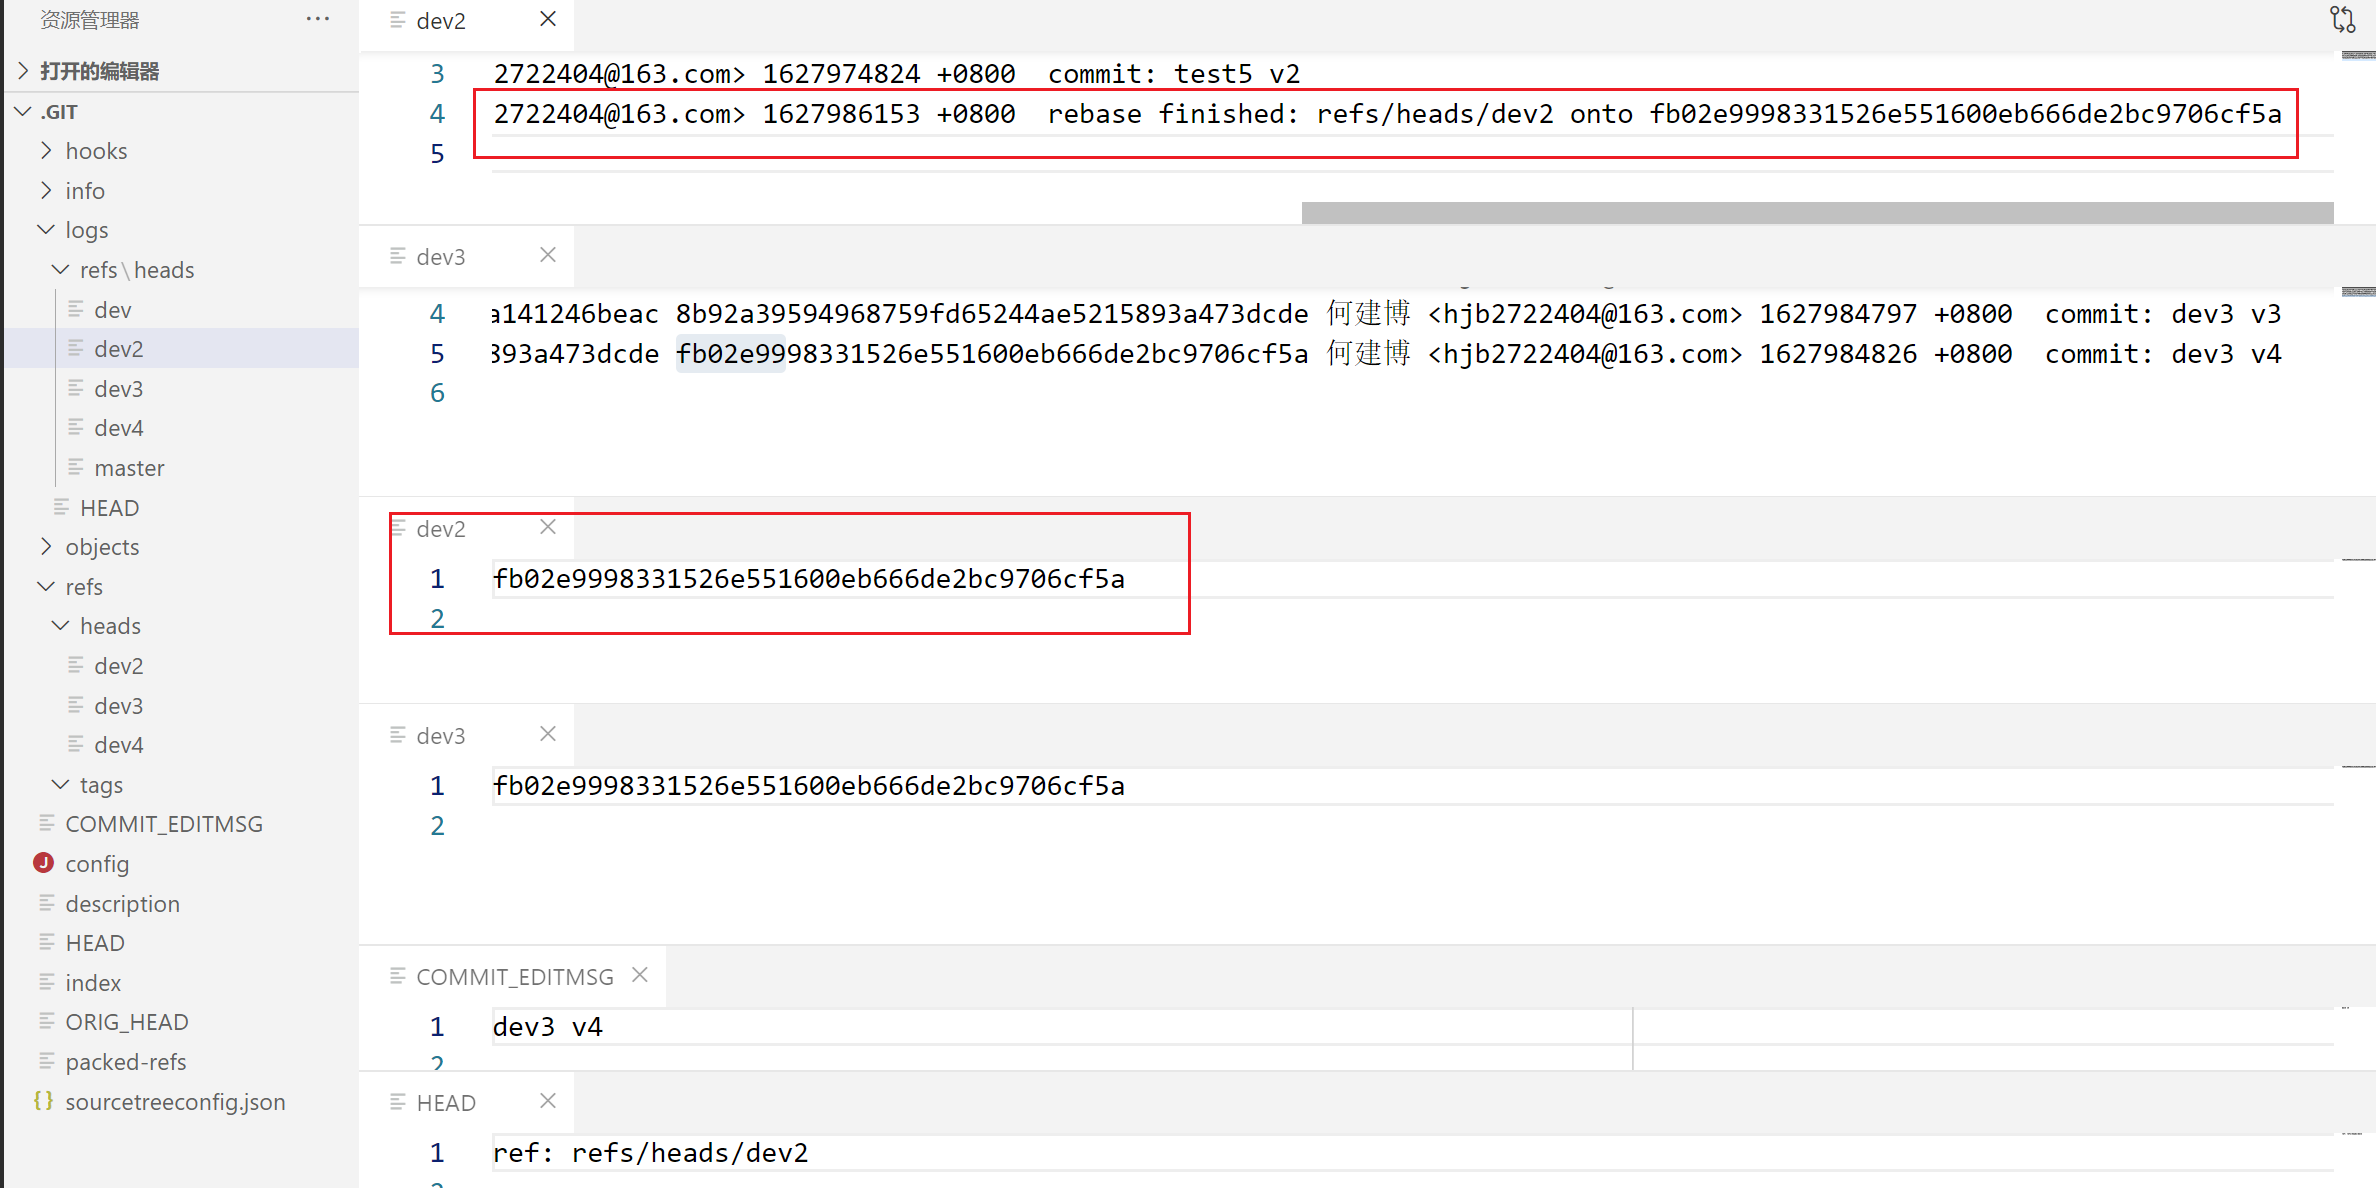 资源管理器 ···
打开的编辑器
.GIT
hooks
info
logs
refs\heads
dev
dev2
dev3
dev4
master
HEAD
objects
refs
heads
dev2
dev3
dev4
tags
COMMIT_EDITMSG
config
description
HEAD
index
ORIG_HEAD
packed-refs
{} sourcetreeconfig.json
dev2
3 2722404@163.com> 1627974824 +0800 commit: test5 v2
4 2722404@163.com> 1627986153 +0800 rebase finished: refs/heads/dev2 onto fb02e9998331526e551600eb666de2bc9706cf5a
5
dev3
4 a141246beac 8b92a39594968759fd65244ae5215893a473dcde 何建博 <hjb2722404@163.com> 1627984797 +0800 commit: dev3 v3
5 393a473dcde fb02e9998331526e551600eb666de2bc9706cf5a 何建博 <hjb2722404@163.com> 1627984826 +0800 commit: dev3 v4
6
dev2
1 fb02e9998331526e551600eb666de2bc9706cf5a
2
dev3
1 fb02e9998331526e551600eb666de2bc9706cf5a
2
COMMIT_EDITMSG
1 dev3 v4
2
HEAD
1 ref: refs/heads/dev2